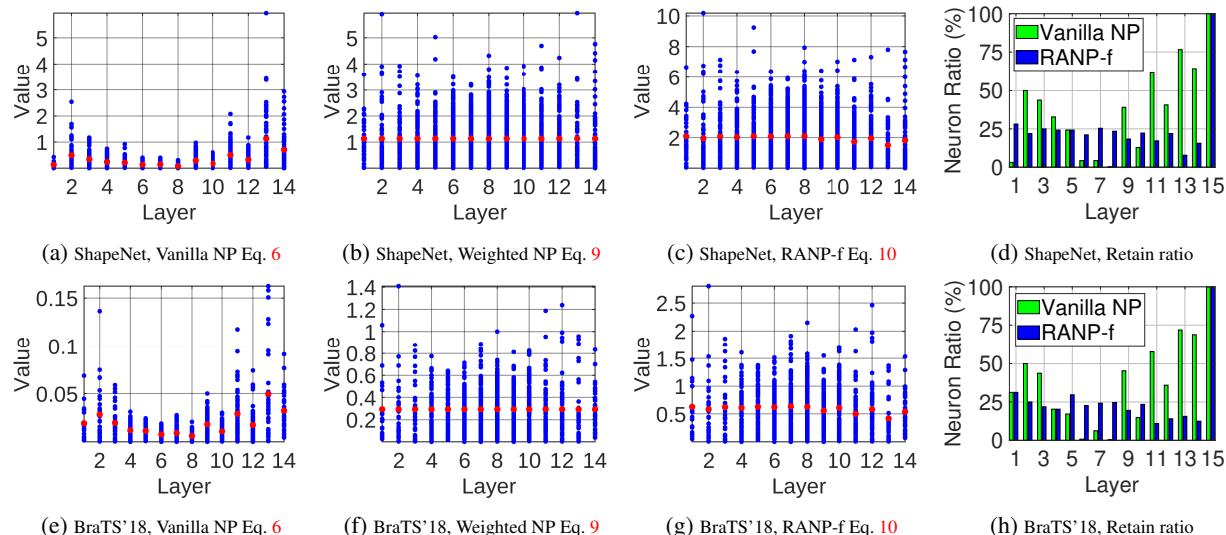 5
4
3
2
1
Value
2 4 6 8 10 12 14
Layer
(a) ShapeNet, Vanilla NP Eq. 6
5
4
3
2
1
Value
2 4 6 8 10 12 14
Layer
(b) ShapeNet, Weighted NP Eq. 9
10
8
6
4
2
Value
2 4 6 8 10 12 14
Layer
(c) ShapeNet, RANP-f Eq. 10
100
75
50
25
0
Neuron Ratio (%)
Vanilla NP
RANP-f
1 3 5 7 9 11 13 15
Layer
(d) ShapeNet, Retain ratio
0.15
0.10
0.05
Value
2 4 6 8 10 12 14
Layer
(e) BraTS'18, Vanilla NP Eq. 6
1.4
1.2
1
0.8
0.6
0.4
0.2
Value
2 4 6 8 10 12 14
Layer
(f) BraTS'18, Weighted NP Eq. 9
2.5
2
1.5
1
0.5
Value
2 4 6 8 10 12 14
Layer
(g) BraTS'18, RANP-f Eq. 10
100
75
50
25
0
Neuron Ratio (%)
Vanilla NP
RANP-f
1 3 5 7 9 11 13 15
Layer
(h) BraTS'18, Retain ratio